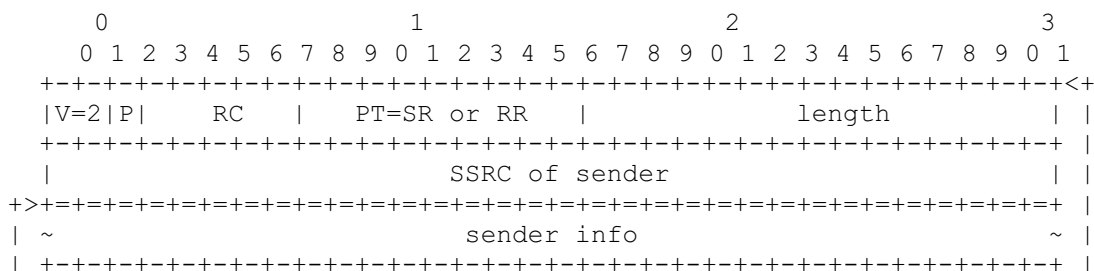 0                   1                   2                   3
     0 1 2 3 4 5 6 7 8 9 0 1 2 3 4 5 6 7 8 9 0 1 2 3 4 5 6 7 8 9 0 1
  +-+-+-+-+-+-+-+-+-+-+-+-+-+-+-+-+-+-+-+-+-+-+-+-+-+-+-+-+-+-+-+-+<+
  |V=2|P|    RC   |   PT=SR or RR   |             length          | |
  +-+-+-+-+-+-+-+-+-+-+-+-+-+-+-+-+-+-+-+-+-+-+-+-+-+-+-+-+-+-+-+-+ |
  |                         SSRC of sender                        | |
+>+=+=+=+=+=+=+=+=+=+=+=+=+=+=+=+=+=+=+=+=+=+=+=+=+=+=+=+=+=+=+=+=+ |
| ~                          sender info                          ~ |
| +-+-+-+-+-+-+-+-+-+-+-+-+-+-+-+-+-+-+-+-+-+-+-+-+-+-+-+-+-+-+-+-+ |